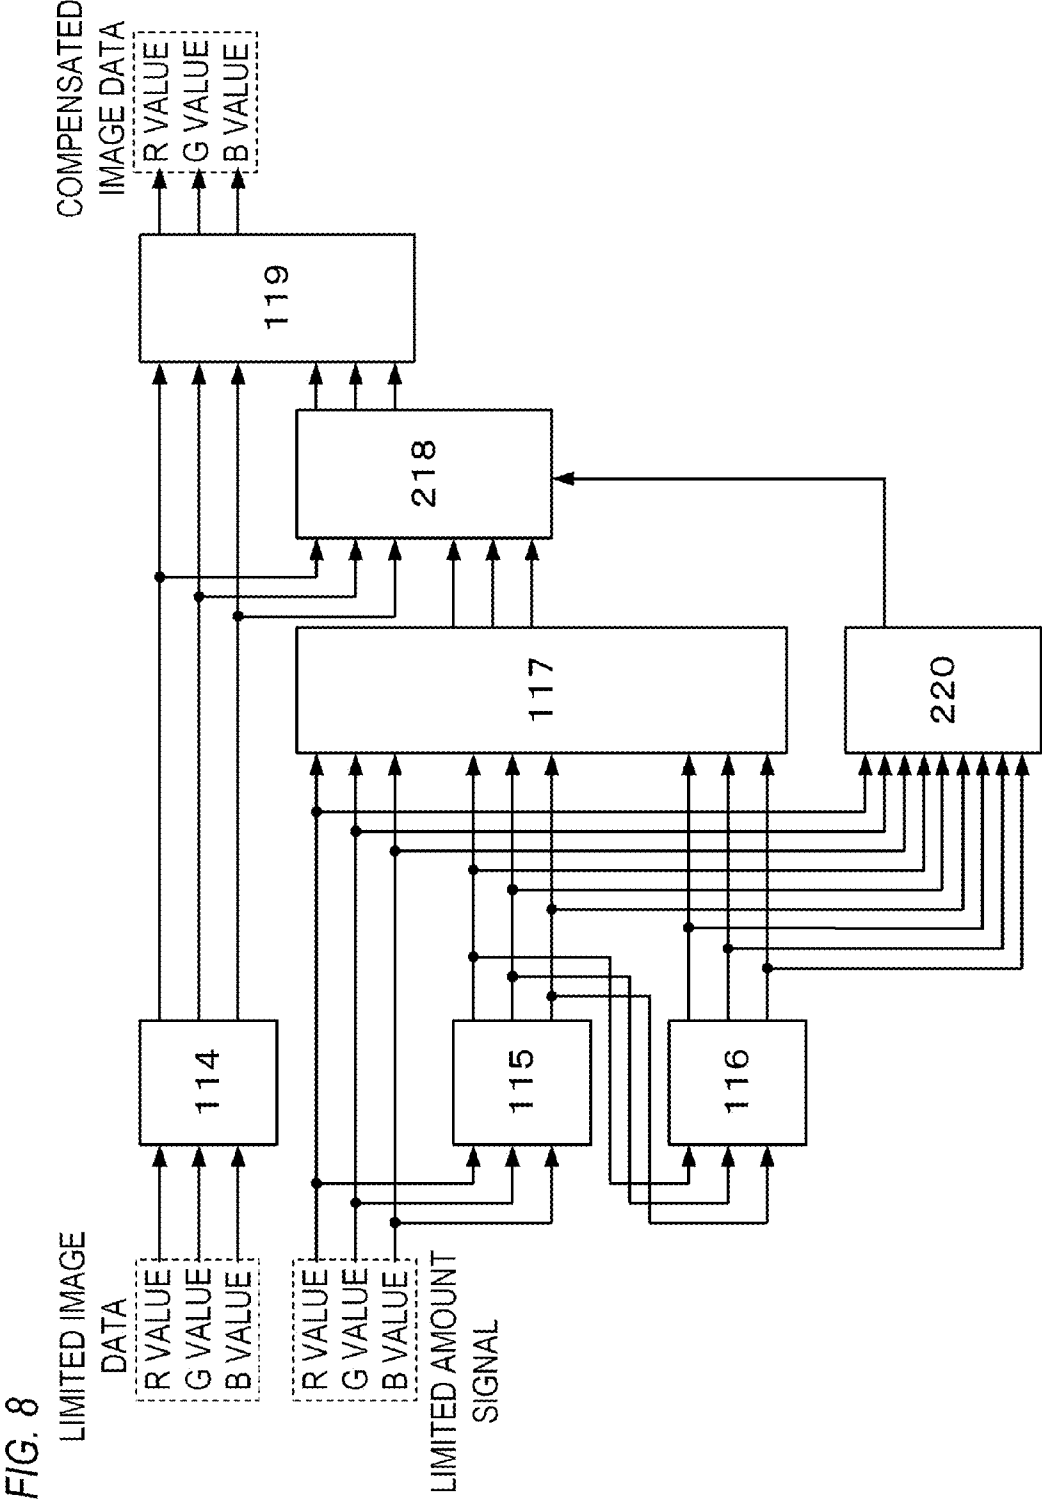 FIG. 8
LIMITED IMAGE
DATA
R VALUE
G VALUE
B VALUE
R VALUE
G VALUE
B VALUE
LIMITED AMOUNT
SIGNAL
114
115
116
117
220
218
119
COMPENSATED
IMAGE DATA
R VALUE
G VALUE
B VALUE